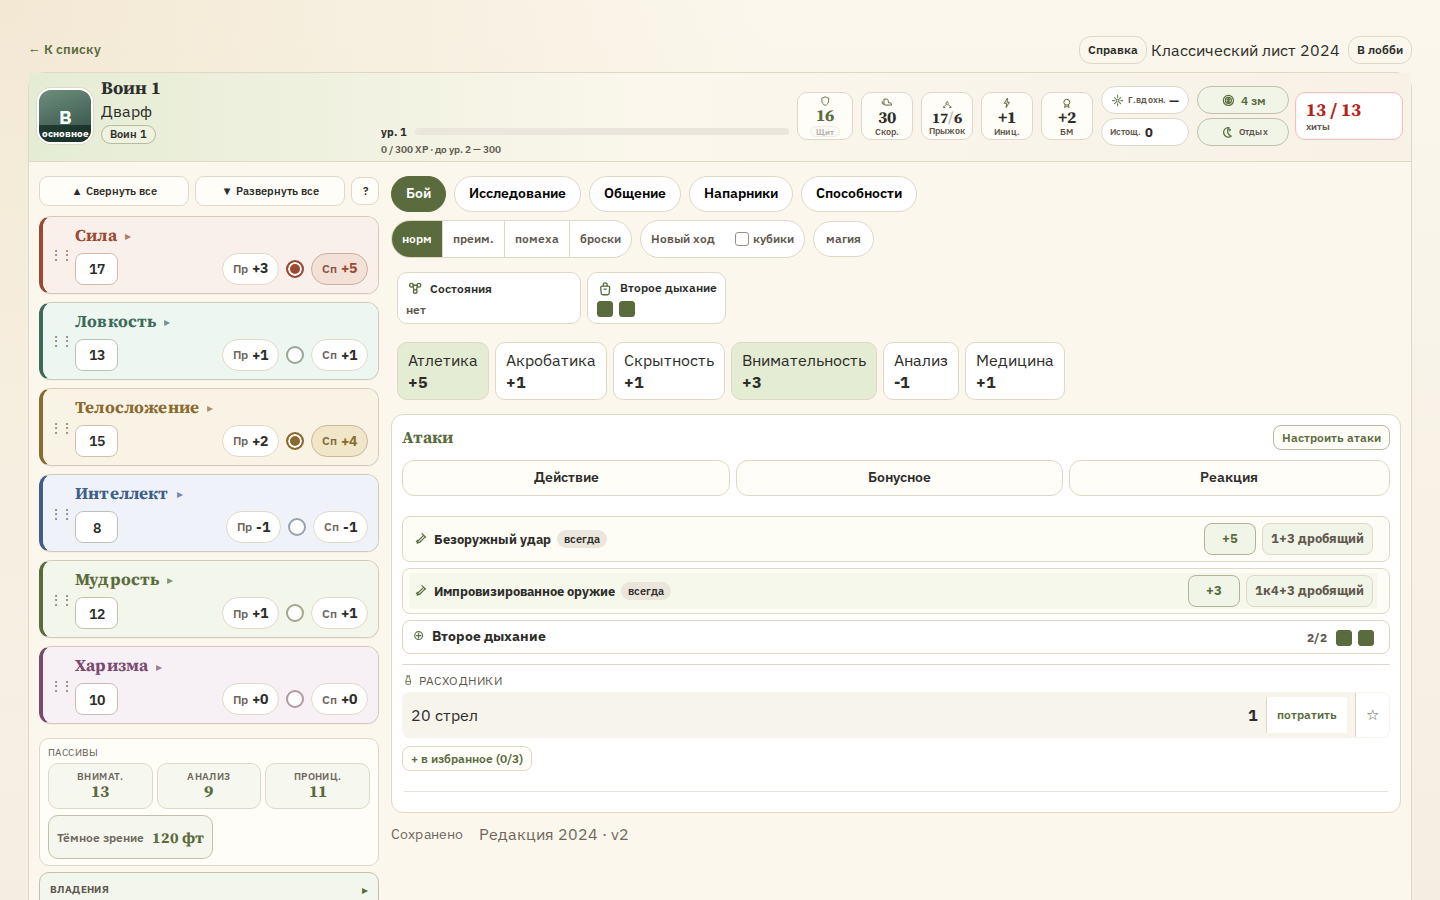 ← К списку
Справка Классический лист 2024 В лобби
В
основное
Воин 1
Дварф
Воин 1
ур. 1
0 / 300 XP · до ур. 2 — 300
16
Щит
30
Скор.
17/6
Прыжок
+1
Иниц.
+2
БМ
Г.вдохн. —
Истощ. 0
4 зм
Отдых
13 / 13
хиты
▲ Свернуть все
▼ Развернуть все
?
Сила ▸
17 Пр +3 Сп +5
Ловкость ▸
13 Пр +1 Сп +1
Телосложение ▸
15 Пр +2 Сп +4
Интеллект ▸
8 Пр -1 Сп -1
Мудрость ▸
12 Пр +1 Сп +1
Харизма ▸
10 Пр +0 Сп +0
ПАССИВЫ
ВНИМАТ.
13
АНАЛИЗ
9
ПРОНИЦ.
11
Тёмное зрение 120 фт
ВЛАДЕНИЯ ▸
Бой Исследование Общение Напарники Способности
норм преим. помеха броски Новый ход кубики магия
Состояния
нет
Второе дыхание
Атлетика
+5
Акробатика
+1
Скрытность
+1
Внимательность
+3
Анализ
-1
Медицина
+1
Атаки Настроить атаки
Действие Бонусное Реакция
Безоружный удар всегда +5 1+3 дробящий
Импровизированное оружие всегда +3 1к4+3 дробящий
Второе дыхание 2/2
РАСХОДНИКИ
20 стрел 1 потратить ☆
+ в избранное (0/3)
Сохранено Редакция 2024 · v2